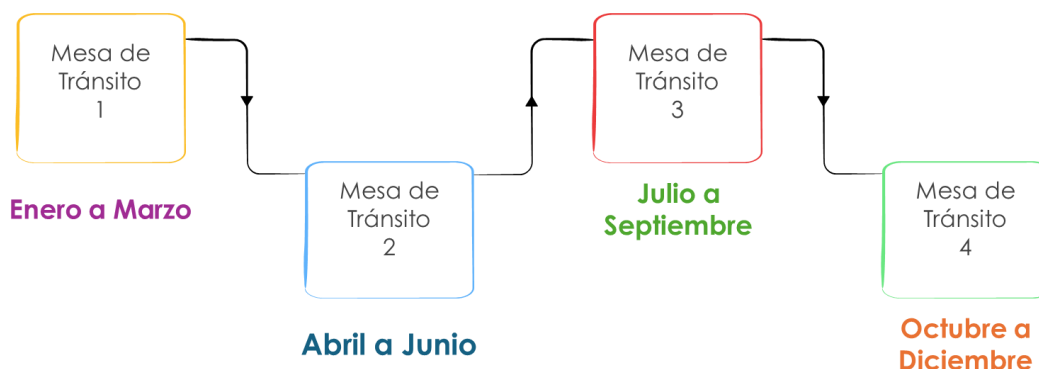 Mesa de
Tránsito
1
Enero a Marzo
Mesa de
Tránsito
2
Abril a Junio
Mesa de
Tránsito
3
Julio a
Septiembre
Mesa de
Tránsito
4
Octubre a
Diciembre